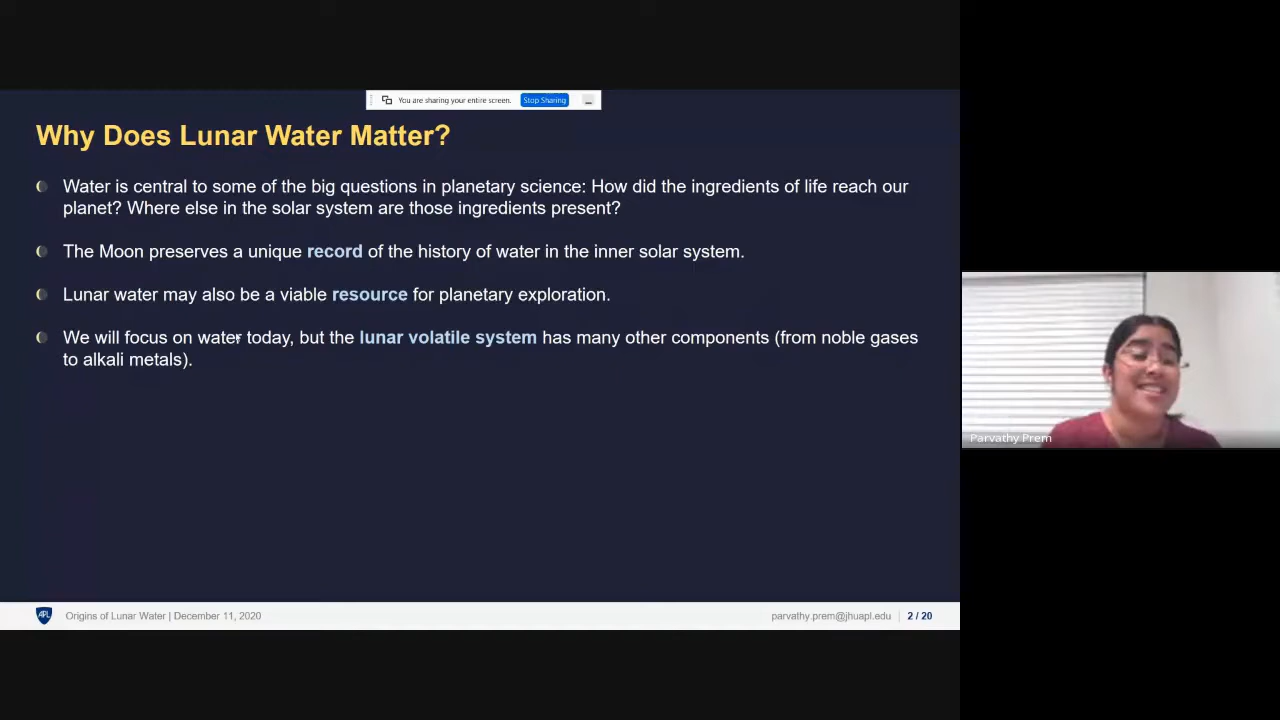 You are sharing your entire screen. Stop Sharing
Why Does Lunar Water Matter?
Water is central to some of the big questions in planetary science: How did the ingredients of life reach our
planet? Where else in the solar system are those ingredients present?
The Moon preserves a unique record of the history of water in the inner solar system.
Lunar water may also be a viable resource for planetary exploration.
We will focus on water today, but the lunar volatile system has many other components (from noble gases
to alkali metals).
Parvathy Prem
APL Origins of Lunar Water | December 11, 2020 parvathy.prem@jhuapl.edu | 2 / 20